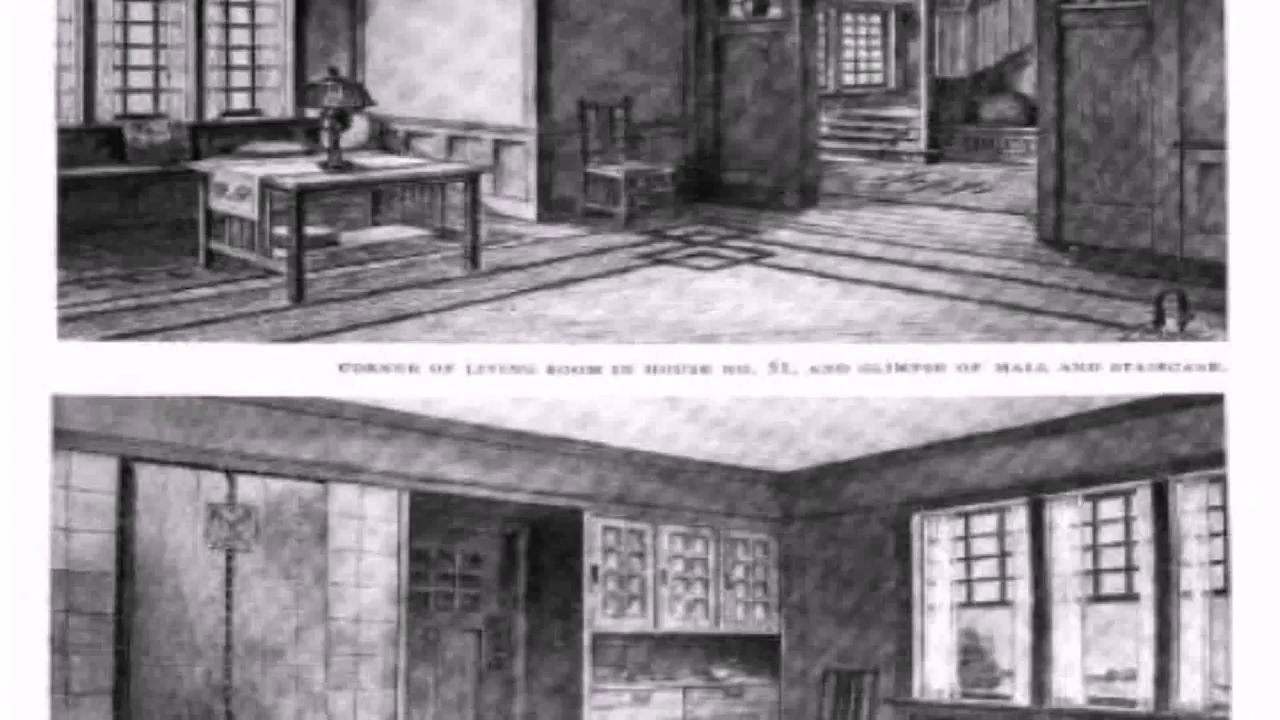 CORNER OF LIVING ROOM IN HOUSE NO. 51, AND GLIMPSE OF HALL AND STAIRCASE.